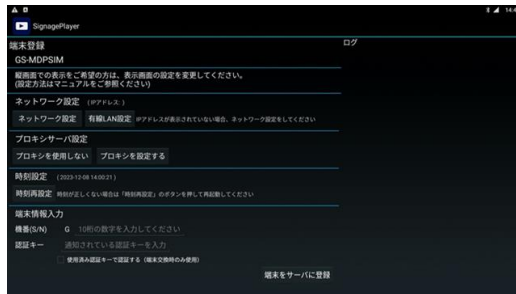 14:4
SignagePlayer
端末登録
ログ
GS-MDPSIM
縦画面での表示をご希望の方は、表示画面の設定を変更してください。
(設定方法はマニュアルをご参照ください)
ネットワーク設定 (IPアドレス: )
ネットワーク設定 有線LAN設定 IPアドレスが表示されていない場合、ネットワーク設定をしてください
プロキシサーバ設定
プロキシを使用しない プロキシを設定する
時刻設定 (2023-12-08 14:00:21)
時刻再設定 時刻が正しくない場合は「時刻再設定」のボタンを押して再起動してください
端末情報入力
機番(S/N) G 10桁の数字を入力してください
認証キー 通知されている認証キーを入力
使用済み認証キーで認証する（端末交換時のみ使用）
端末をサーバに登録